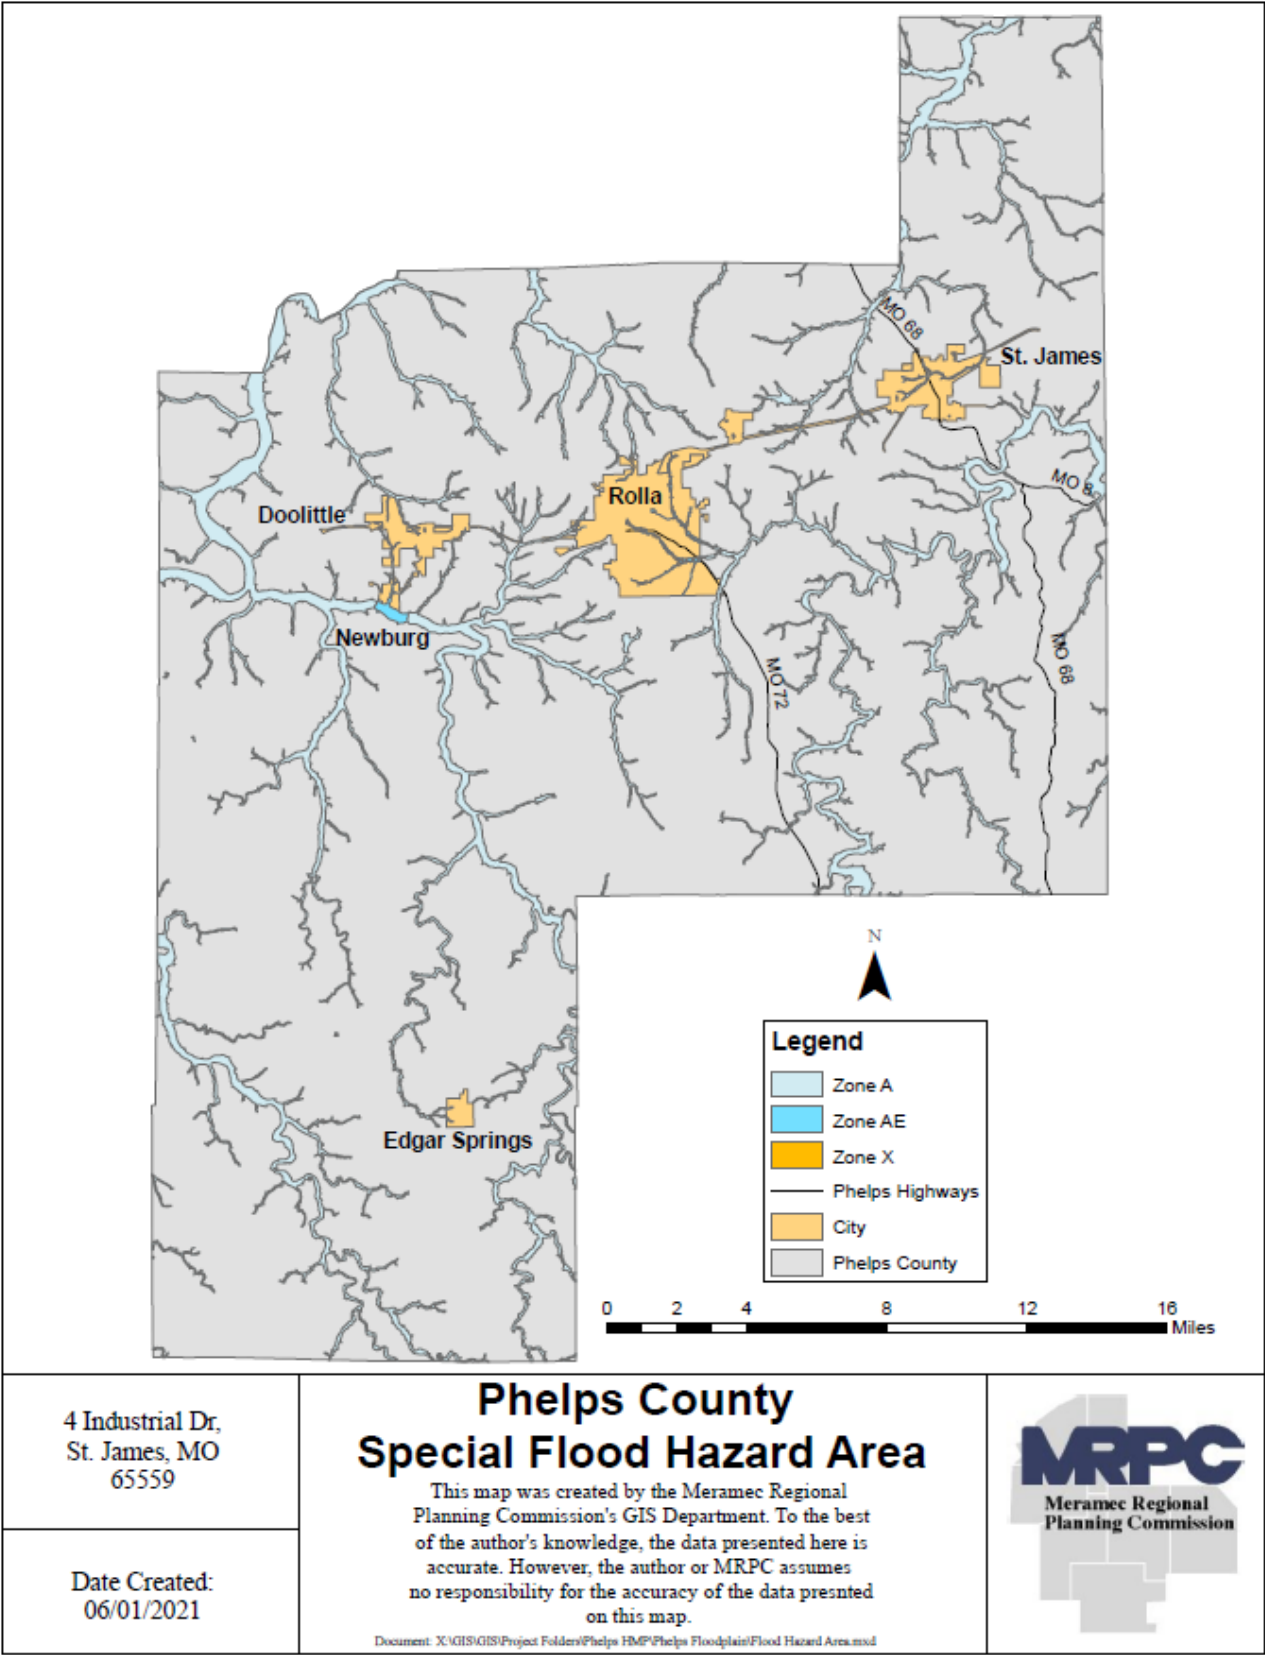 MO 68
St. James
MO 8
Rolla
Doolittle
Newburg
MO 68
MO 72
N
Legend
Zone A
Zone AE
Zone X
Phelps Highways
City
Phelps County
Edgar Springs
0 2 4 8 12 16
Miles
4 Industrial Dr,
St. James, MO
65559
Date Created:
06/01/2021
Phelps County
Special Flood Hazard Area
This map was created by the Meramec Regional
Planning Commission's GIS Department. To the best
of the author's knowledge, the data presented here is
accurate. However, the author or MRPC assumes
no responsibility for the accuracy of the data presnted
on this map.
Document: X:\GIS\GIS\Project Folders\Phelps HMP\Phelps Floodplain\Flood Hazard Area.mxd
MRPC
Meramec Regional
Planning Commission